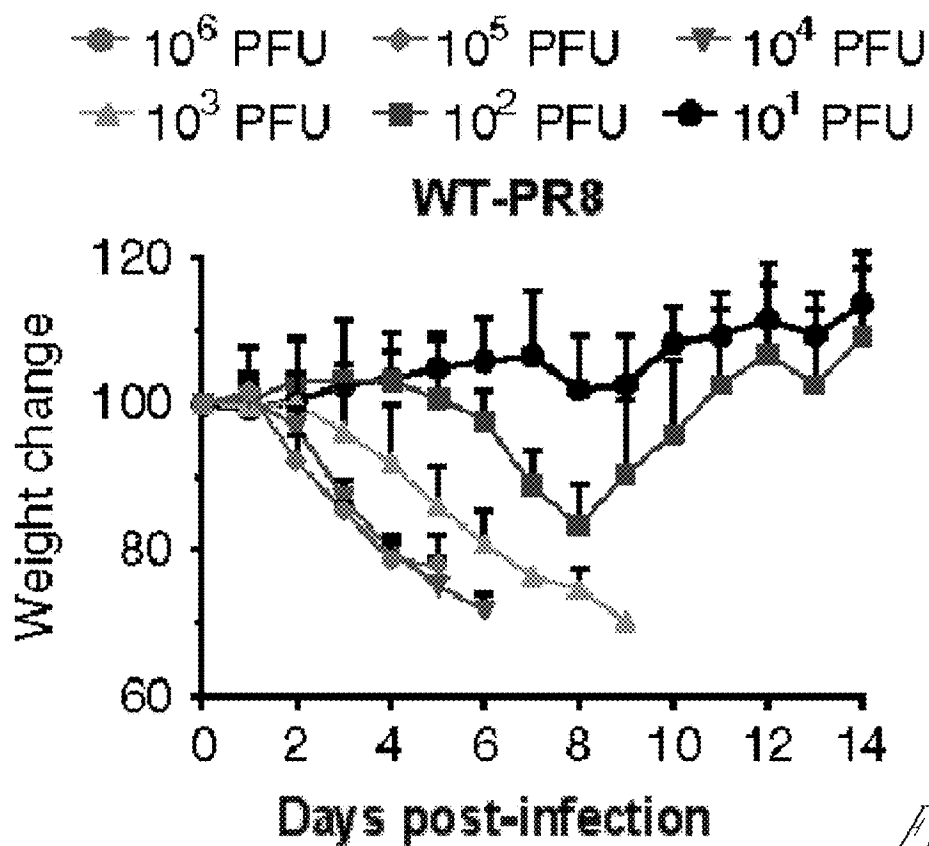 10⁶ PFU 10⁵ PFU 10⁴ PFU
10³ PFU 10² PFU 10¹ PFU
WT-PR8
120
100
80
60
Weight change
0 2 4 6 8 10 12 14
Days post-infection